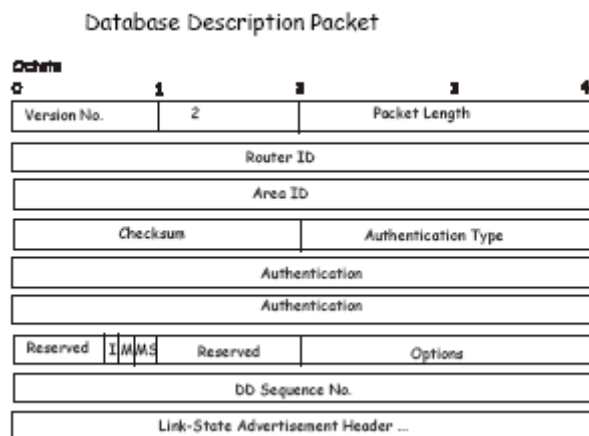 Database Description Packet
Octets
0 1 2 3 4
Version No. 2 Packet Length
Router ID
Area ID
Checksum Authentication Type
Authentication
Authentication
Reserved I M MS Reserved Options
DD Sequence No.
Link-State Advertisement Header ...